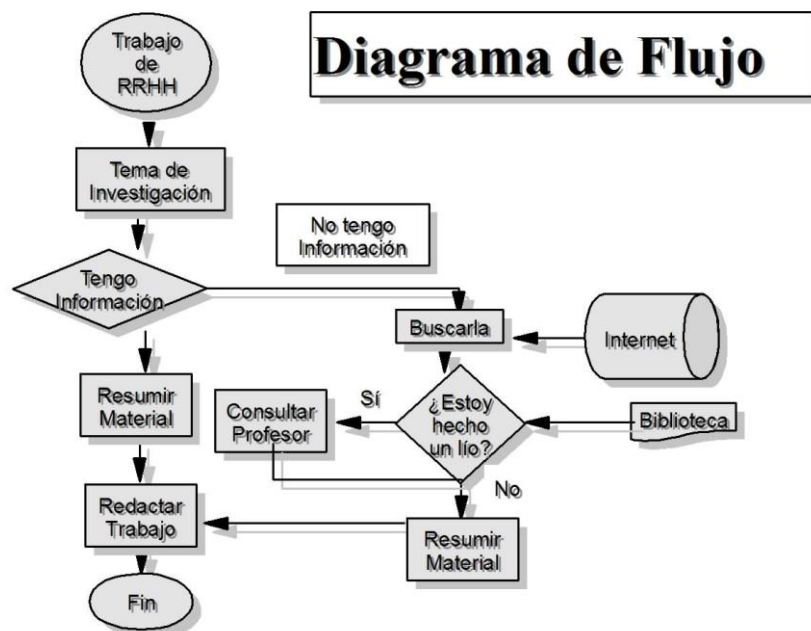 Diagrama de Flujo
Trabajo
de
RRHH
Tema de
Investigación
No tengo
Información
Tengo
Información
Buscarla
Internet
Resumir
Material
Consultar
Profesor
Sí
¿Estoy
hecho
un lío?
Biblioteca
No
Redactar
Trabajo
Resumir
Material
Fin